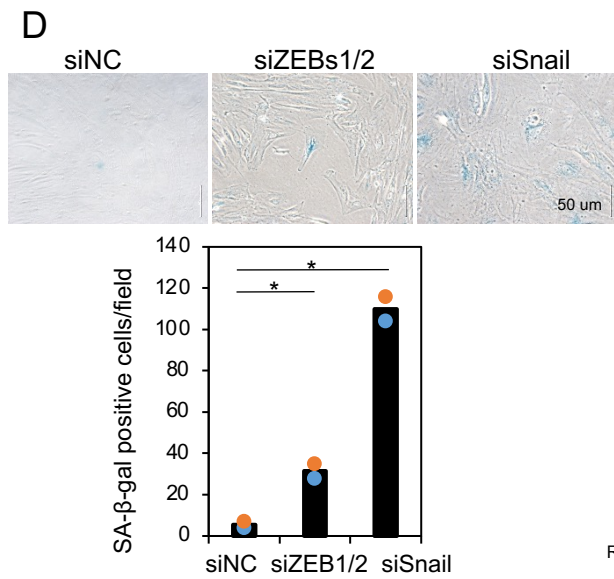 D
siNC siZEBs1/2 siSnail
50 um
SA-β-gal positive cells/field
140
120
100
80
60
40
20
0
*
*
siNC siZEB1/2 siSnail
R